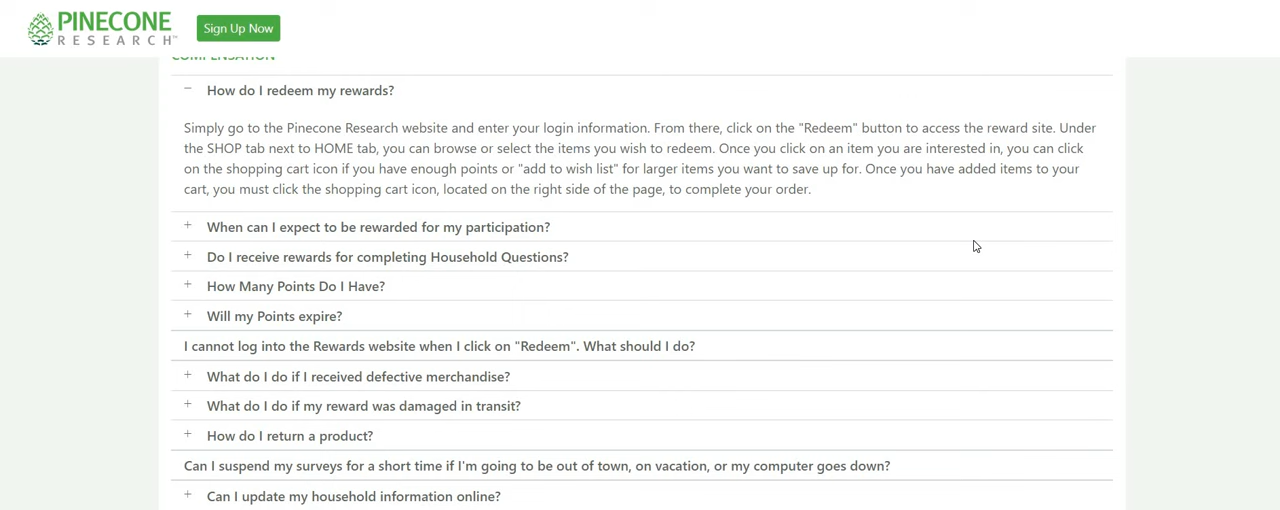 PINECONE
RESEARCH™
Sign Up Now
COMPENSATION
− How do I redeem my rewards?
Simply go to the Pinecone Research website and enter your login information. From there, click on the "Redeem" button to access the reward site. Under
the SHOP tab next to HOME tab, you can browse or select the items you wish to redeem. Once you click on an item you are interested in, you can click
on the shopping cart icon if you have enough points or "add to wish list" for larger items you want to save up for. Once you have added items to your
cart, you must click the shopping cart icon, located on the right side of the page, to complete your order.
+ When can I expect to be rewarded for my participation?
+ Do I receive rewards for completing Household Questions?
+ How Many Points Do I Have?
+ Will my Points expire?
I cannot log into the Rewards website when I click on "Redeem". What should I do?
+ What do I do if I received defective merchandise?
+ What do I do if my reward was damaged in transit?
+ How do I return a product?
Can I suspend my surveys for a short time if I'm going to be out of town, on vacation, or my computer goes down?
+ Can I update my household information online?